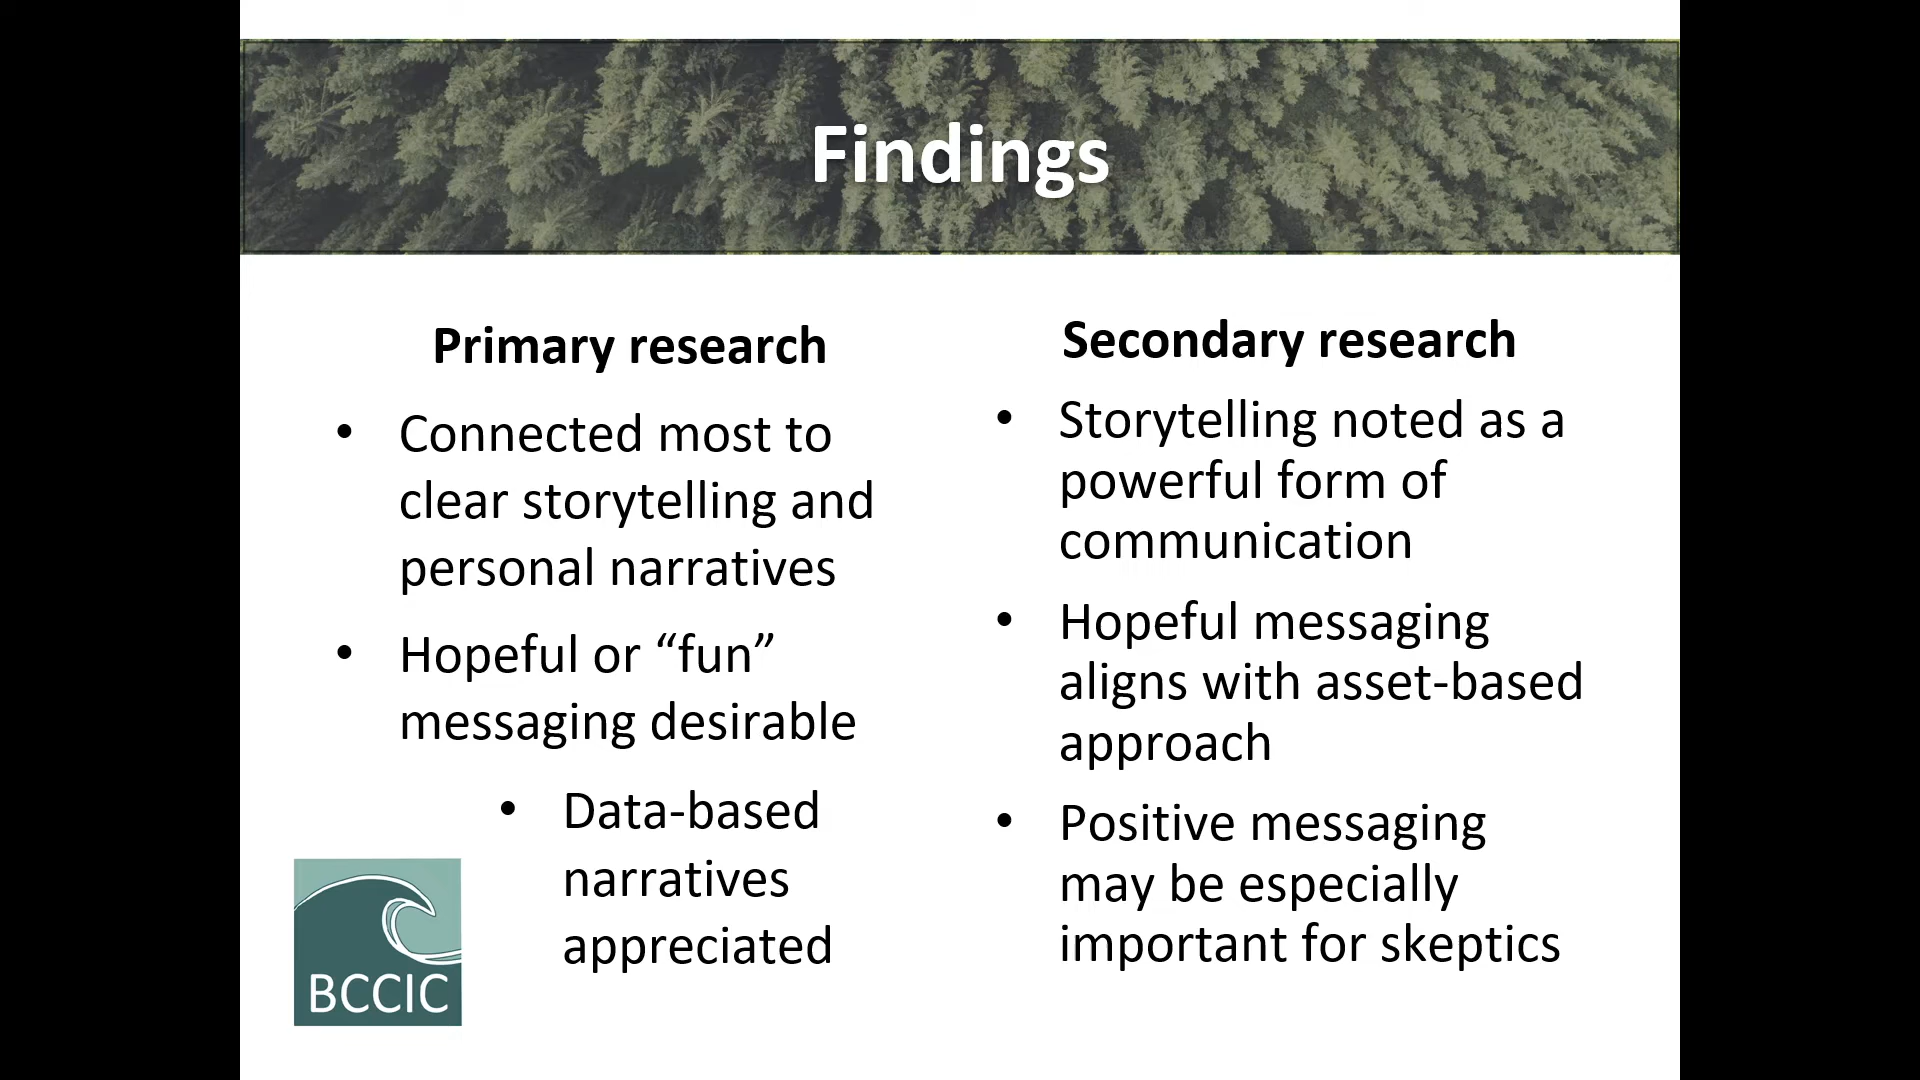 Findings
Primary research
• Connected most to
clear storytelling and
personal narratives
• Hopeful or “fun”
messaging desirable
• Data-based
narratives
appreciated
BCCIC
Secondary research
• Storytelling noted as a
powerful form of
communication
• Hopeful messaging
aligns with asset-based
approach
• Positive messaging
may be especially
important for skeptics